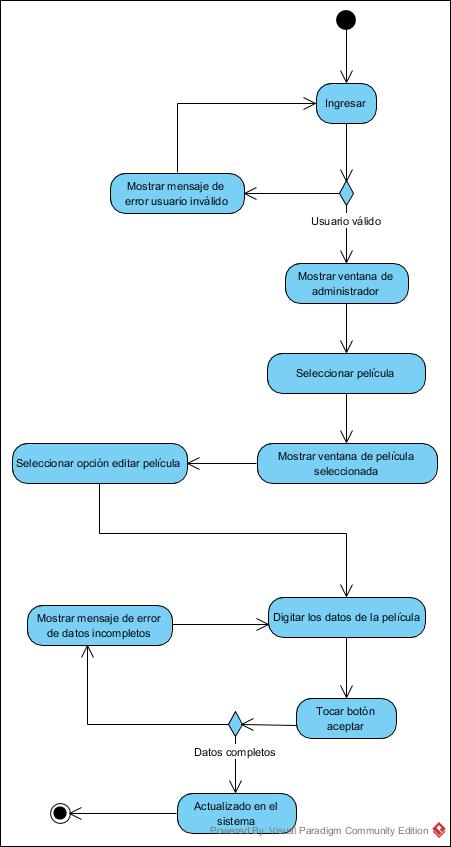 Ingresar
Mostrar mensaje de
error usuario inválido
Usuario válido
Mostrar ventana de
administrador
Seleccionar película
Mostrar ventana de película
seleccionada
Seleccionar opción editar película
Digitar los datos de la película
Mostrar mensaje de error
de datos incompletos
Tocar botón
aceptar
Datos completos
Actualizado en el
sistema
Powered By Visual Paradigm Community Edition